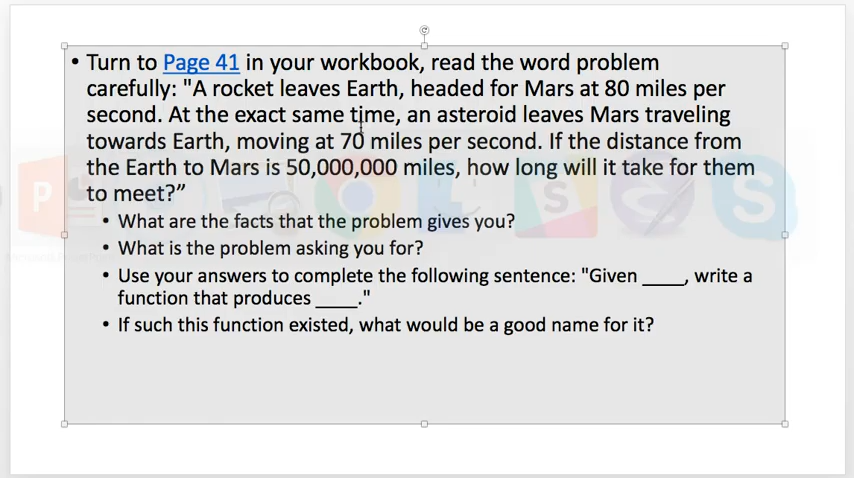 • Turn to Page 41 in your workbook, read the word problem
carefully: "A rocket leaves Earth, headed for Mars at 80 miles per
second. At the exact same time, an asteroid leaves Mars traveling
towards Earth, moving at 70 miles per second. If the distance from
the Earth to Mars is 50,000,000 miles, how long will it take for them
to meet?”
• What are the facts that the problem gives you?
• What is the problem asking you for?
• Use your answers to complete the following sentence: "Given ____, write a
function that produces ____."
• If such this function existed, what would be a good name for it?